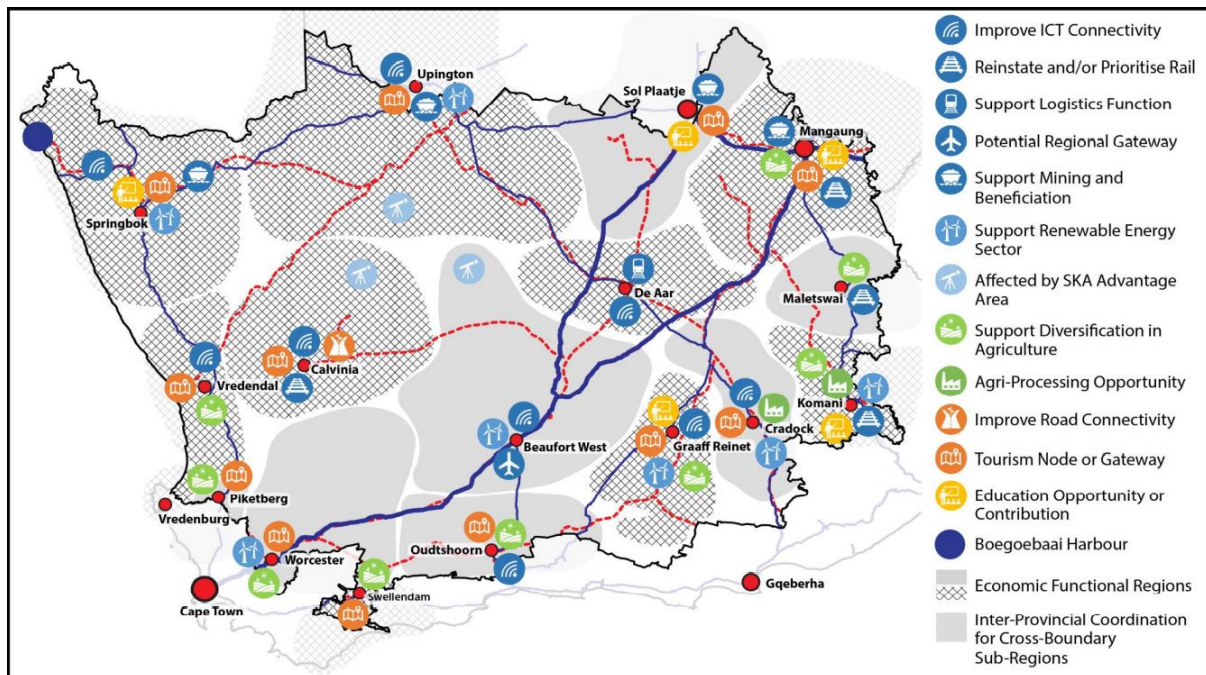 Upington
Sol Plaatje
Mangaung
Springbok
De Aar
Maletswai
Calvinia
Vredendal
Komani
Cradock
Graaff Reinet
Beaufort West
Piketberg
Vredenburg
Oudtshoorn
Worcester
Swellendam
Cape Town
Gqeberha
Improve ICT Connectivity
Reinstate and/or Prioritise Rail
Support Logistics Function
Potential Regional Gateway
Support Mining and
Beneficiation
Support Renewable Energy
Sector
Affected by SKA Advantage
Area
Support Diversification in
Agriculture
Agri-Processing Opportunity
Improve Road Connectivity
Tourism Node or Gateway
Education Opportunity or
Contribution
Boegoebaai Harbour
Economic Functional Regions
Inter-Provincial Coordination
for Cross-Boundary
Sub-Regions